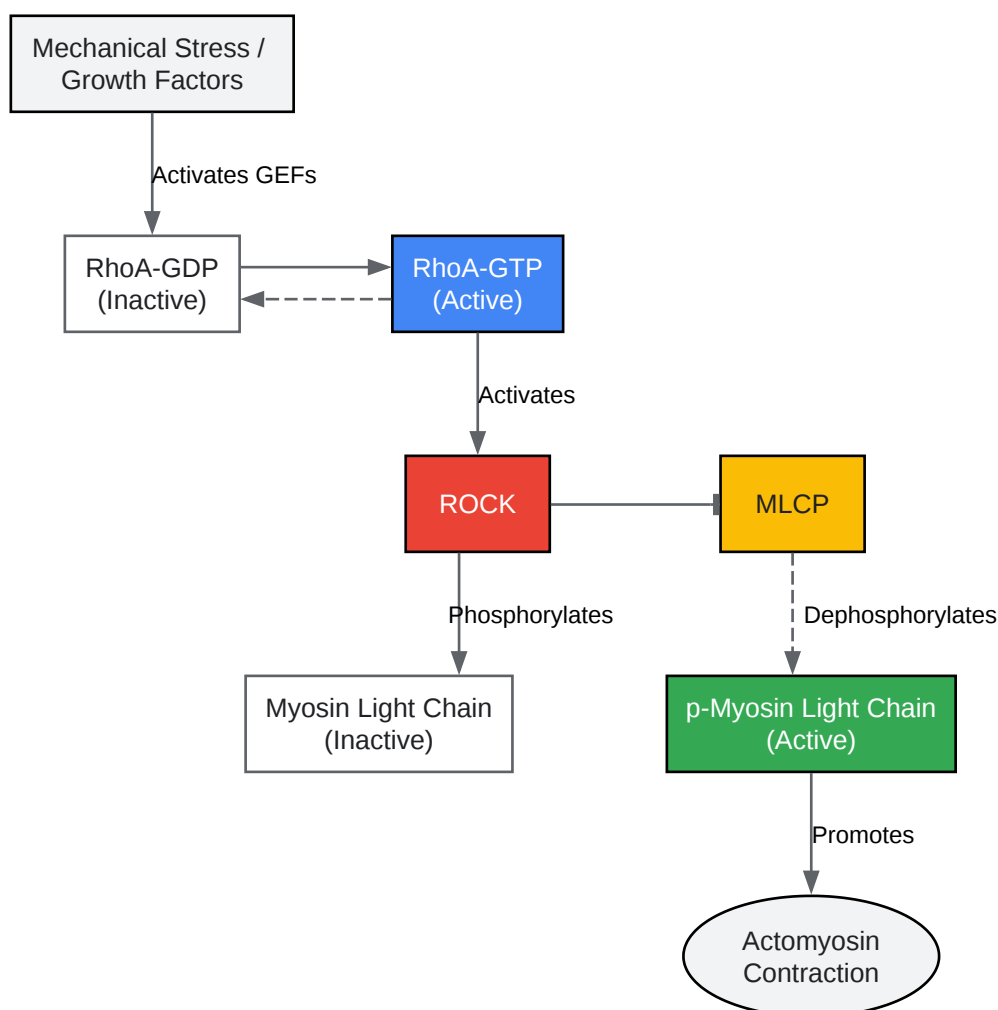 Mechanical Stress /
Growth Factors
Activates GEFs
RhoA-GDP
(Inactive)
RhoA-GTP
(Active)
Activates
ROCK
MLCP
Phosphorylates
Dephosphorylates
Myosin Light Chain
(Inactive)
p-Myosin Light Chain
(Active)
Promotes
Actomyosin
Contraction